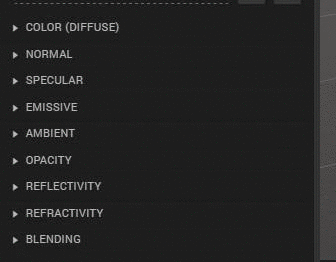 COLOR (DIFFUSE)
NORMAL
SPECULAR
EMISSIVE
AMBIENT
OPACITY
REFLECTIVITY
REFRACTIVITY
BLENDING